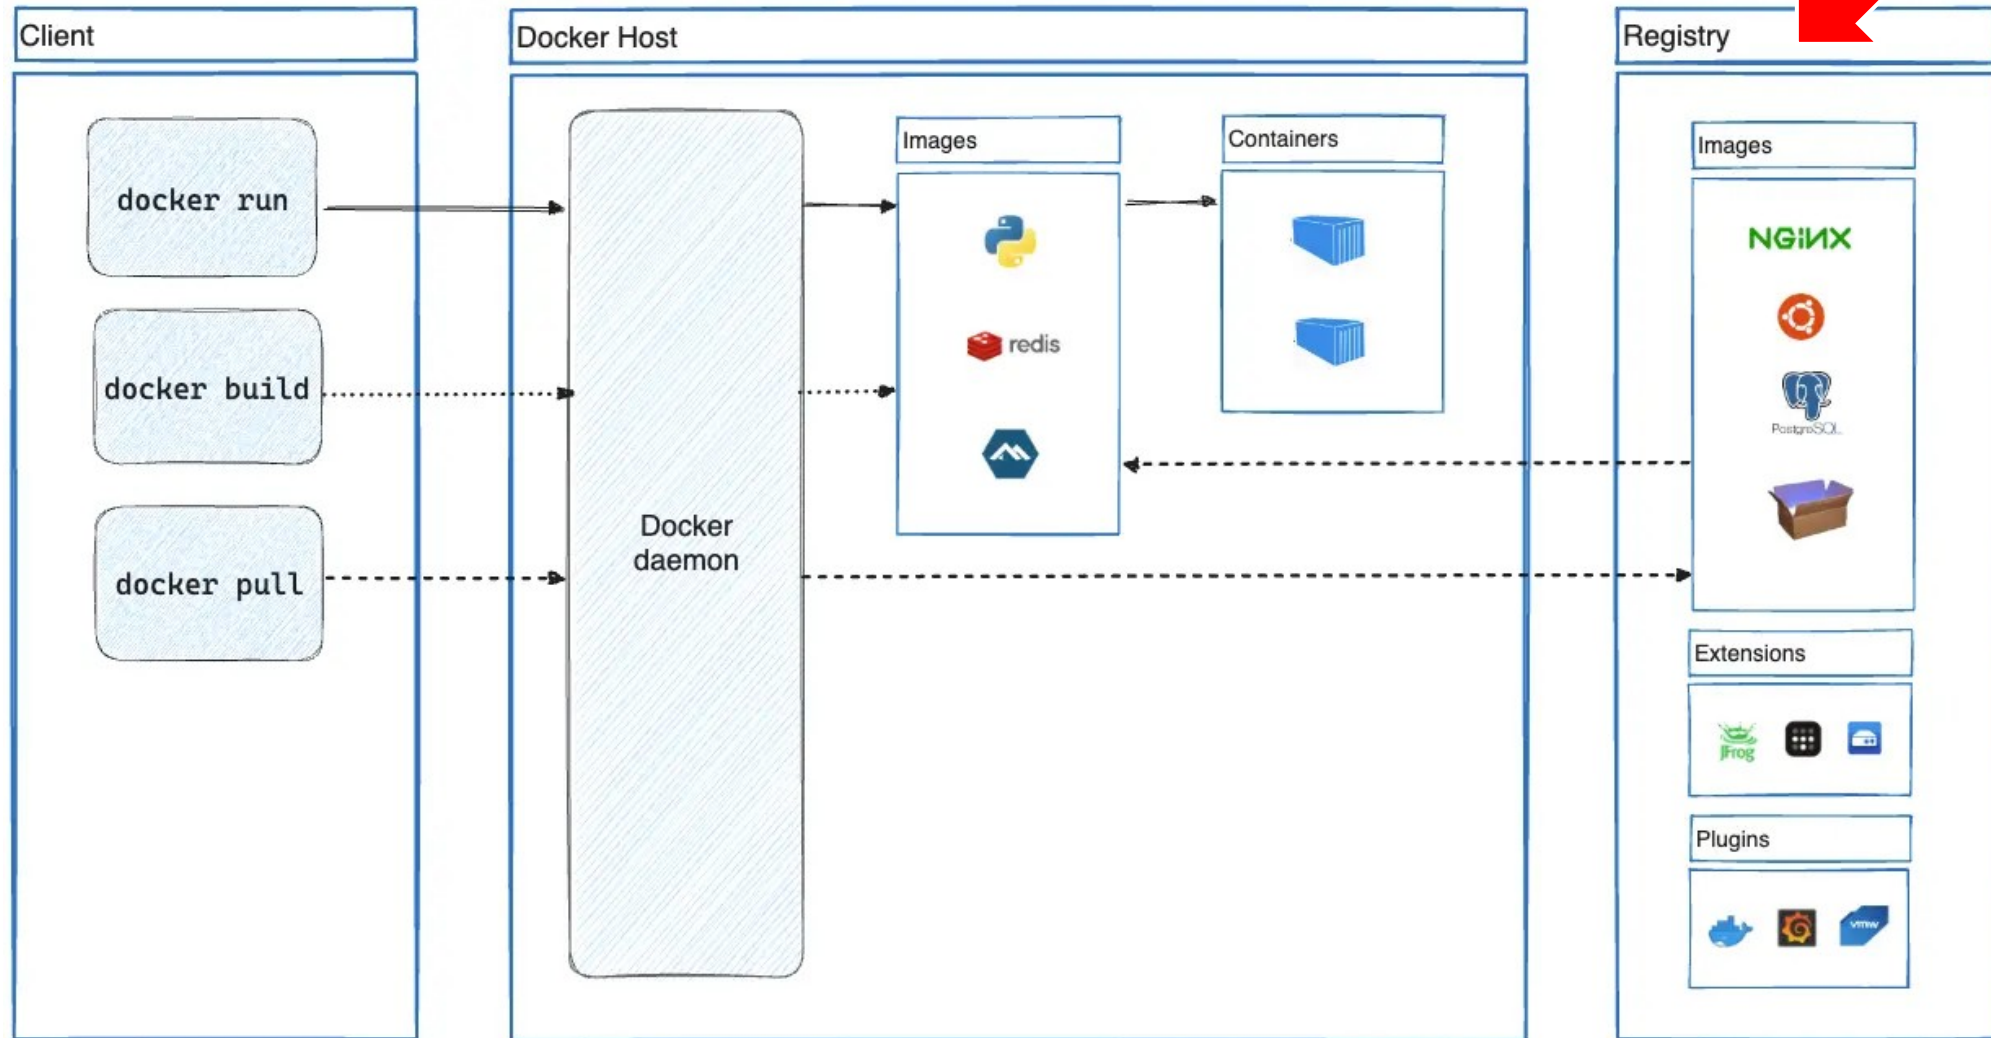 Client
Docker Host
Registry
docker run
docker build
docker pull
Docker
daemon
Images
redis
Containers
Images
NGiNX
PostgreSQL
Extensions
JFrog
Plugins
vmw